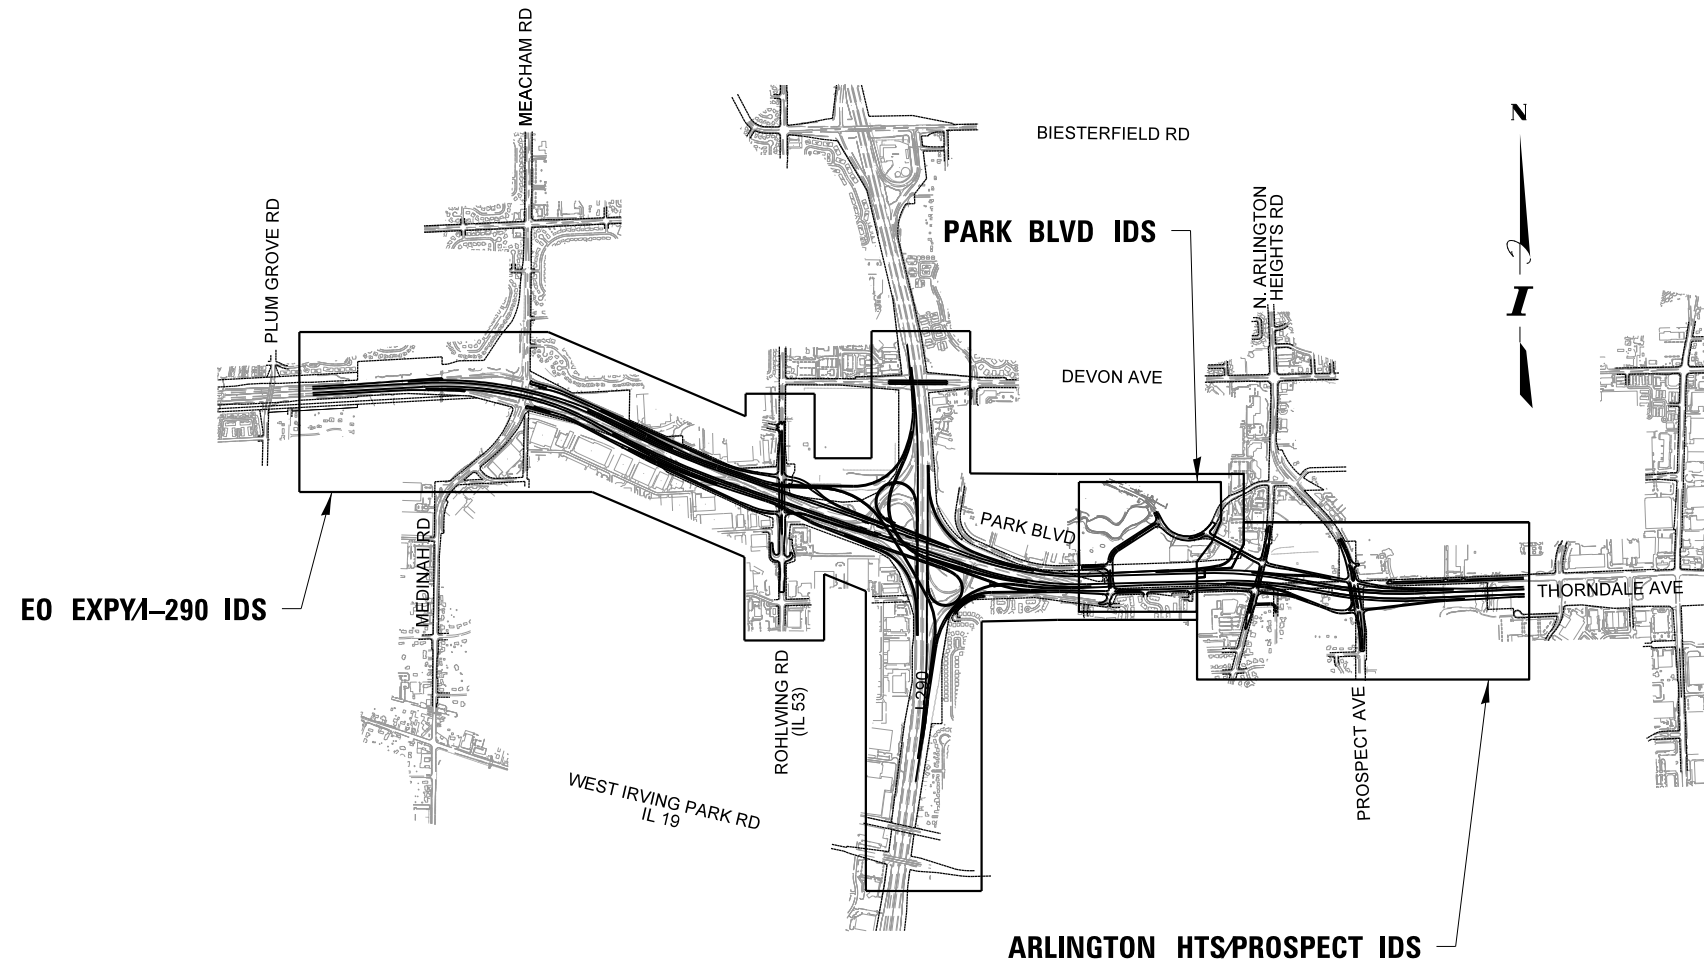 MEACHAM RD
N
BIESTERFIELD RD
PLUM GROVE RD
PARK BLVD IDS
N. ARLINGTON
HEIGHTS RD
I
DEVON AVE
PARK BLVD
MEDINAH RD
EO EXPY/I-290 IDS
THORNDALE AVE
I-290
ROHLWING RD
(IL 53)
PROSPECT AVE
WEST IRVING PARK RD
IL 19
ARLINGTON HTS/PROSPECT IDS